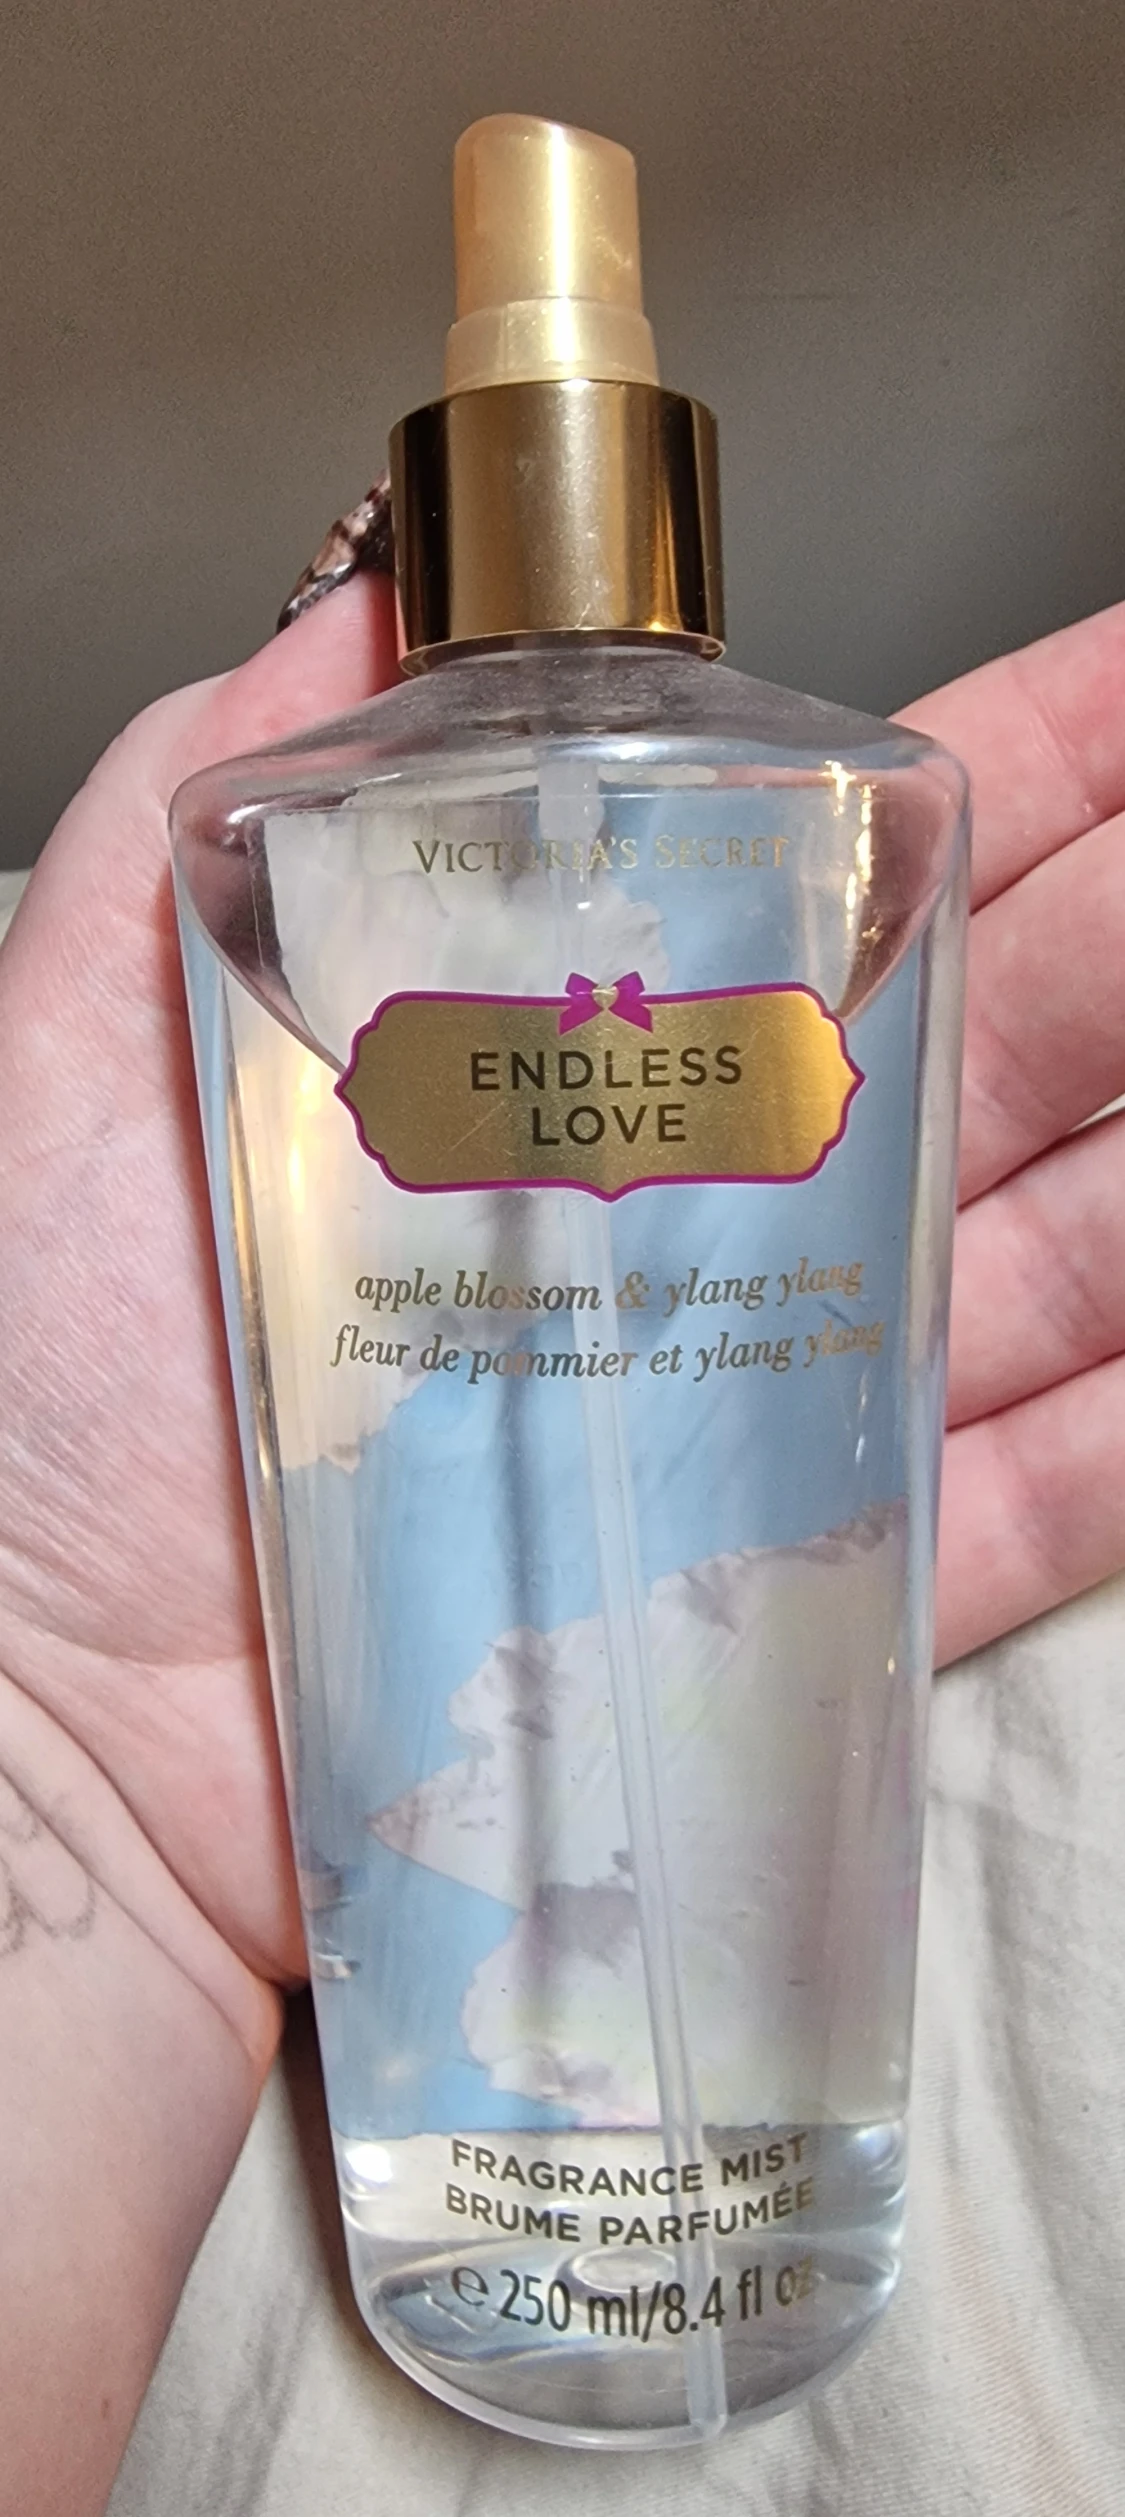 VICTORIA'S SECRET
ENDLESS
LOVE
apple blossom & ylang ylang
fleur de pommier et ylang ylang
FRAGRANCE MIST
BRUME PARFUMÉE
℮ 250 ml/8.4 fl oz